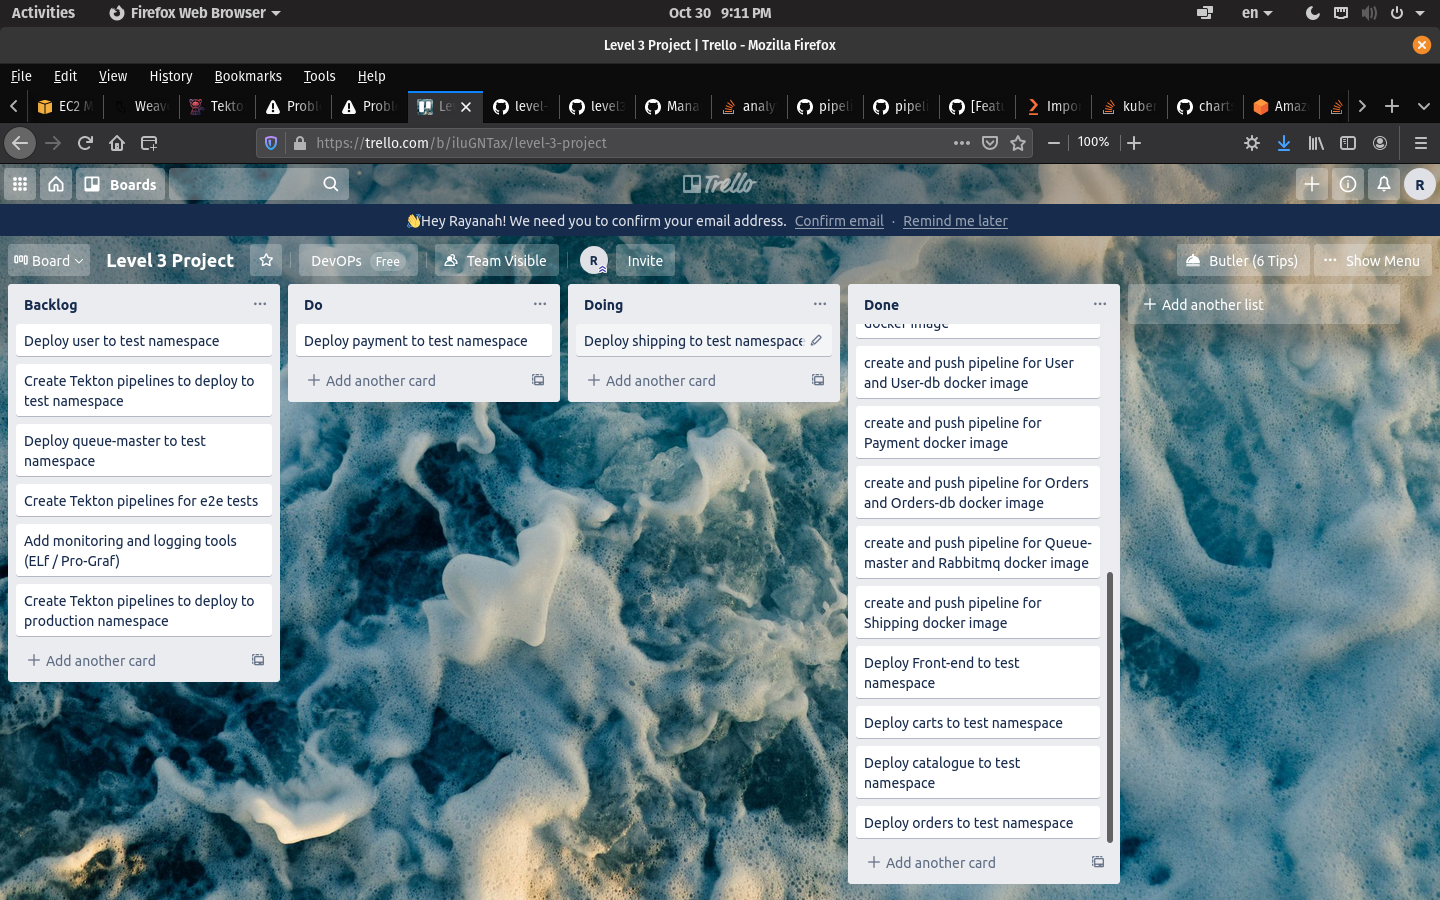 Activities Firefox Web Browser Oct 30 9:11 PM en
Level 3 Project | Trello - Mozilla Firefox
File Edit View History Bookmarks Tools Help
EC2 M Weav Tekto Probl Probl Le level- level3 Mana analy pipeli pipeli [Featu Impo kuber chart Amaz
https://trello.com/b/iluGNTax/level-3-project 100%
Boards Trello R
👋Hey Rayanah! We need you to confirm your email address. Confirm email · Remind me later
Board Level 3 Project DevOPs Free Team Visible R Invite Butler (6 Tips) ··· Show Menu
Backlog
Deploy user to test namespace
Create Tekton pipelines to deploy to
test namespace
Deploy queue-master to test
namespace
Create Tekton pipelines for e2e tests
Add monitoring and logging tools
(ELf / Pro-Graf)
Create Tekton pipelines to deploy to
production namespace
+ Add another card
Do
Deploy payment to test namespace
+ Add another card
Doing
Deploy shipping to test namespace
+ Add another card
Done
docker image
create and push pipeline for User
and User-db docker image
create and push pipeline for
Payment docker image
create and push pipeline for Orders
and Orders-db docker image
create and push pipeline for Queue-
master and Rabbitmq docker image
create and push pipeline for
Shipping docker image
Deploy Front-end to test
namespace
Deploy carts to test namespace
Deploy catalogue to test
namespace
Deploy orders to test namespace
+ Add another card
+ Add another list